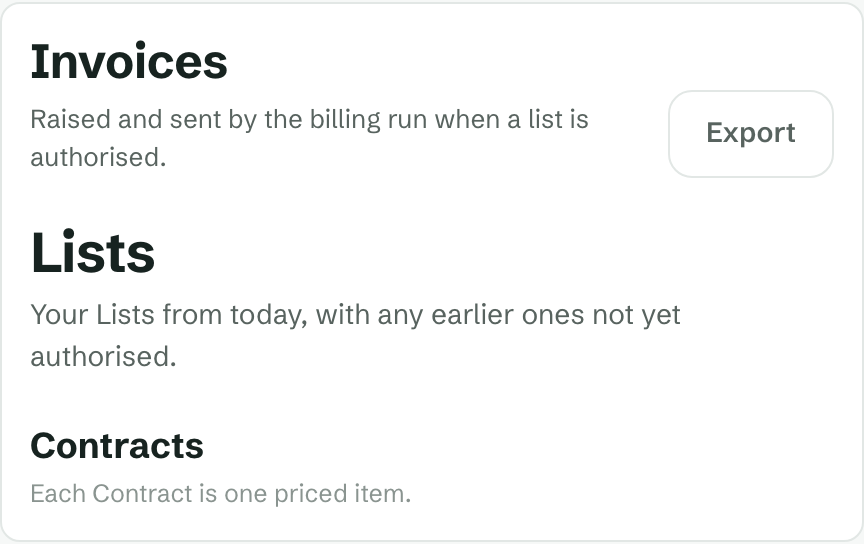 Invoices
Raised and sent by the billing run when a list is
authorised.
Export
Lists
Your Lists from today, with any earlier ones not yet
authorised.
Contracts
Each Contract is one priced item.